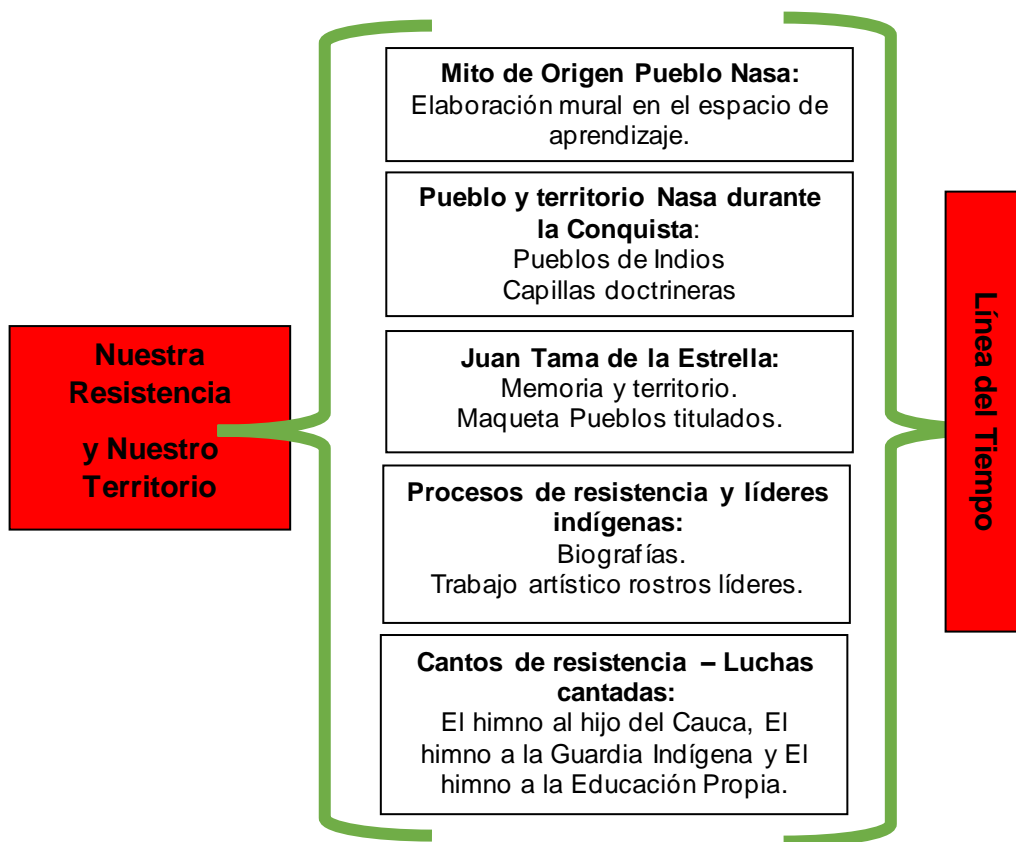 Nuestra
Resistencia
y Nuestro
Territorio
Mito de Origen Pueblo Nasa:
Elaboración mural en el espacio de
aprendizaje.
Pueblo y territorio Nasa durante
la Conquista:
Pueblos de Indios
Capillas doctrineras
Juan Tama de la Estrella:
Memoria y territorio.
Maqueta Pueblos titulados.
Procesos de resistencia y líderes
indígenas:
Biografías.
Trabajo artístico rostros líderes.
Cantos de resistencia – Luchas
cantadas:
El himno al hijo del Cauca, El
himno a la Guardia Indígena y El
himno a la Educación Propia.
Línea del Tiempo